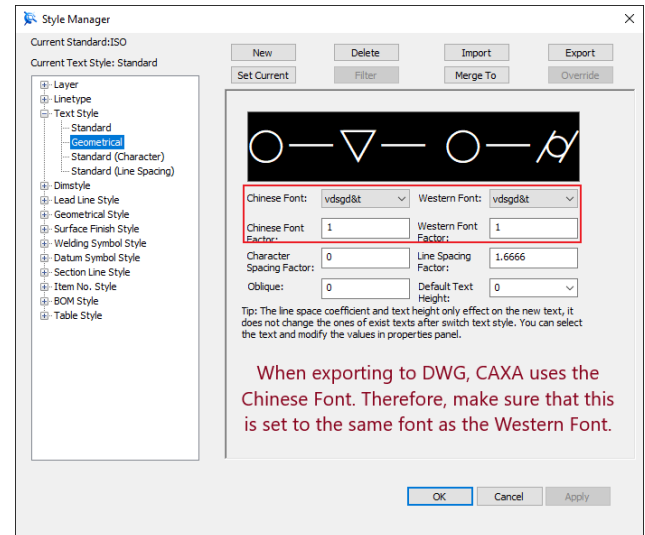 Style Manager
Current Standard:ISO
Current Text Style: Standard
New Delete Import Export
Set Current Filter Merge To Override
Layer
Linetype
Text Style
Standard
Geometrical
Standard (Character)
Standard (Line Spacing)
Dimstyle
Lead Line Style
Geometrical Style
Surface Finish Style
Welding Symbol Style
Datum Symbol Style
Section Line Style
Item No. Style
BOM Style
Table Style
Chinese Font: vdsgd&t Western Font: vdsgd&t
Chinese Font Factor: 1 Western Font Factor: 1
Character Spacing Factor: 0 Line Spacing Factor: 1.6666
Oblique: 0 Default Text Height: 0
Tip: The line space coefficient and text height only effect on the new text, it
does not change the ones of exist texts after switch text style. You can select
the text and modify the values in properties panel.
When exporting to DWG, CAXA uses the
Chinese Font. Therefore, make sure that this
is set to the same font as the Western Font.
OK Cancel Apply